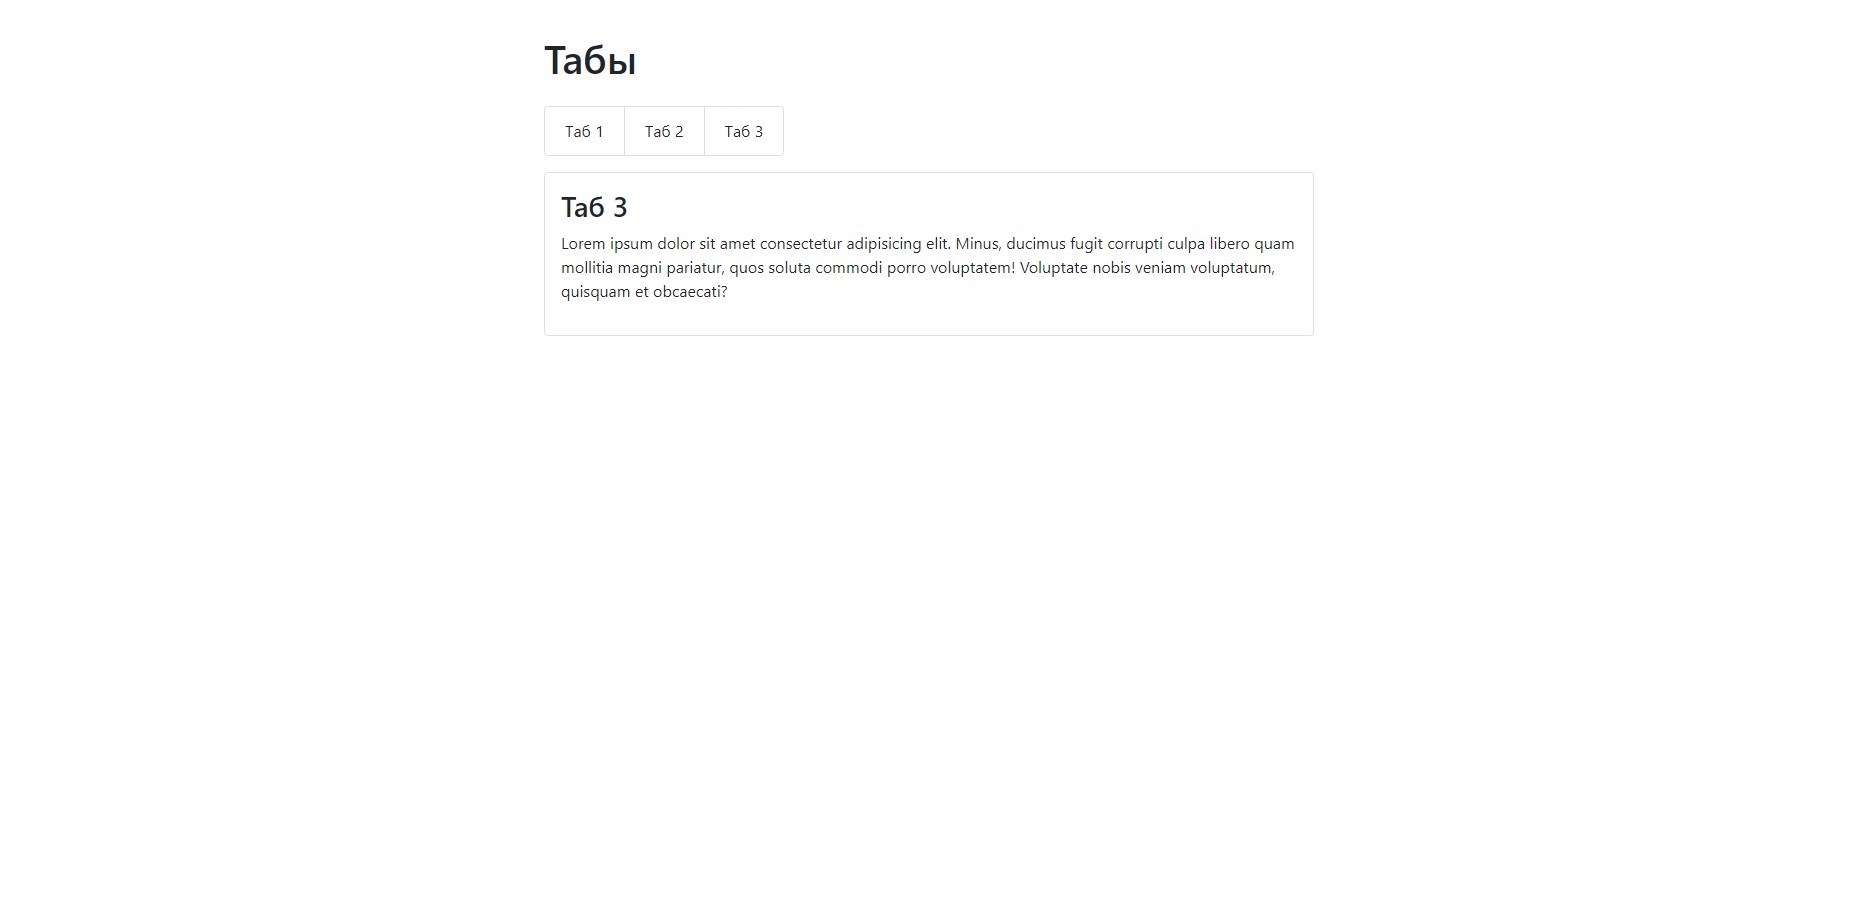 Табы
Таб 1 Таб 2 Таб 3
Таб 3
Lorem ipsum dolor sit amet consectetur adipisicing elit. Minus, ducimus fugit corrupti culpa libero quam
mollitia magni pariatur, quos soluta commodi porro voluptatem! Voluptate nobis veniam voluptatum,
quisquam et obcaecati?